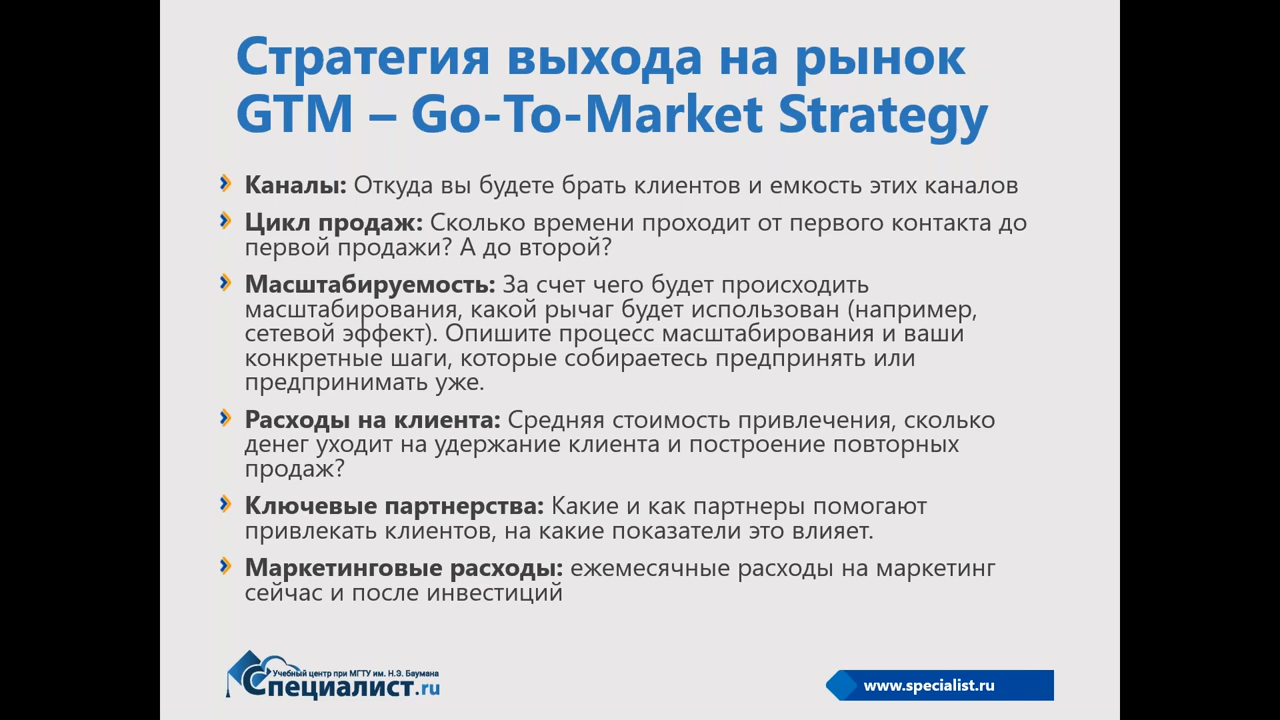 Стратегия выхода на рынок
GTM – Go-To-Market Strategy
Каналы: Откуда вы будете брать клиентов и емкость этих каналов
Цикл продаж: Сколько времени проходит от первого контакта до
первой продажи? А до второй?
Масштабируемость: За счет чего будет происходить
масштабирования, какой рычаг будет использован (например,
сетевой эффект). Опишите процесс масштабирования и ваши
конкретные шаги, которые собираетесь предпринять или
предпринимать уже.
Расходы на клиента: Средняя стоимость привлечения, сколько
денег уходит на удержание клиента и построение повторных
продаж?
Ключевые партнерства: Какие и как партнеры помогают
привлекать клиентов, на какие показатели это влияет.
Маркетинговые расходы: ежемесячные расходы на маркетинг
сейчас и после инвестиций
Учебный центр при МГТУ им. Н.Э. Баумана
Специалист.ru
www.specialist.ru